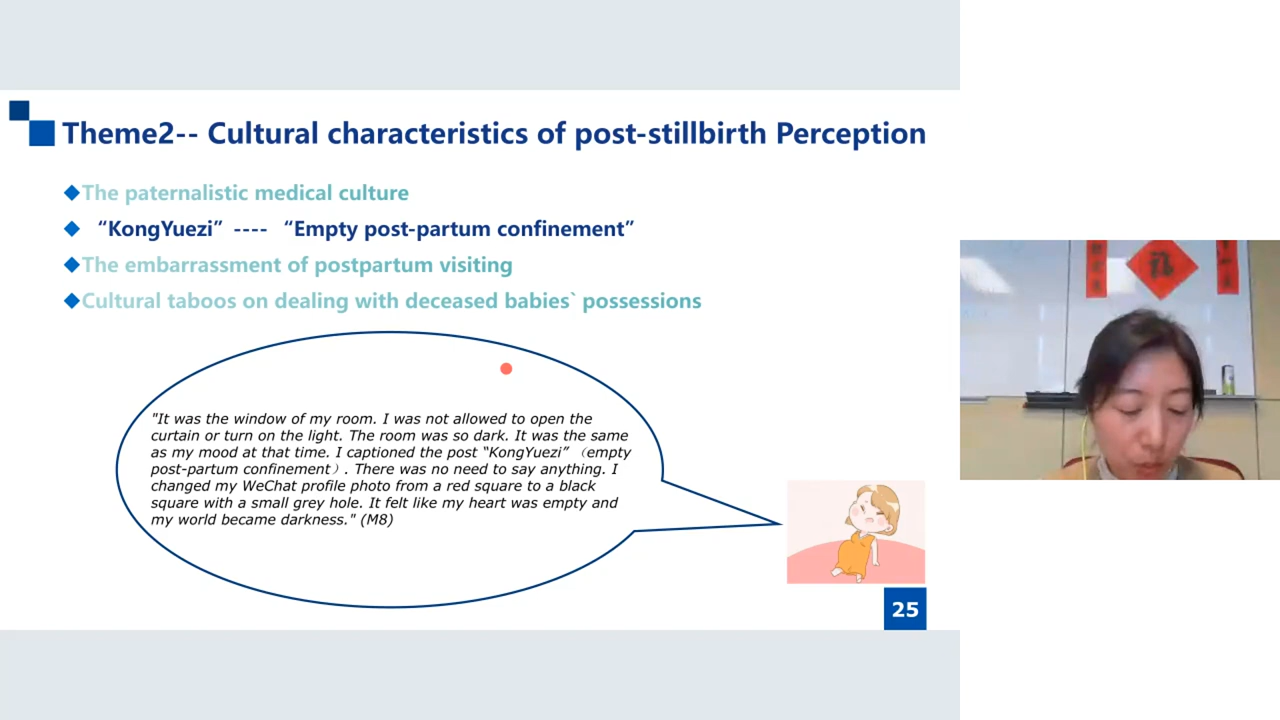 Theme2-- Cultural characteristics of post-stillbirth Perception
◆The paternalistic medical culture
◆ “KongYuezi” ---- “Empty post-partum confinement”
◆The embarrassment of postpartum visiting
◆Cultural taboos on dealing with deceased babies` possessions
"It was the window of my room. I was not allowed to open the
curtain or turn on the light. The room was so dark. It was the same
as my mood at that time. I captioned the post “KongYuezi” （empty
post-partum confinement）. There was no need to say anything. I
changed my WeChat profile photo from a red square to a black
square with a small grey hole. It felt like my heart was empty and
my world became darkness." (M8)
25
福